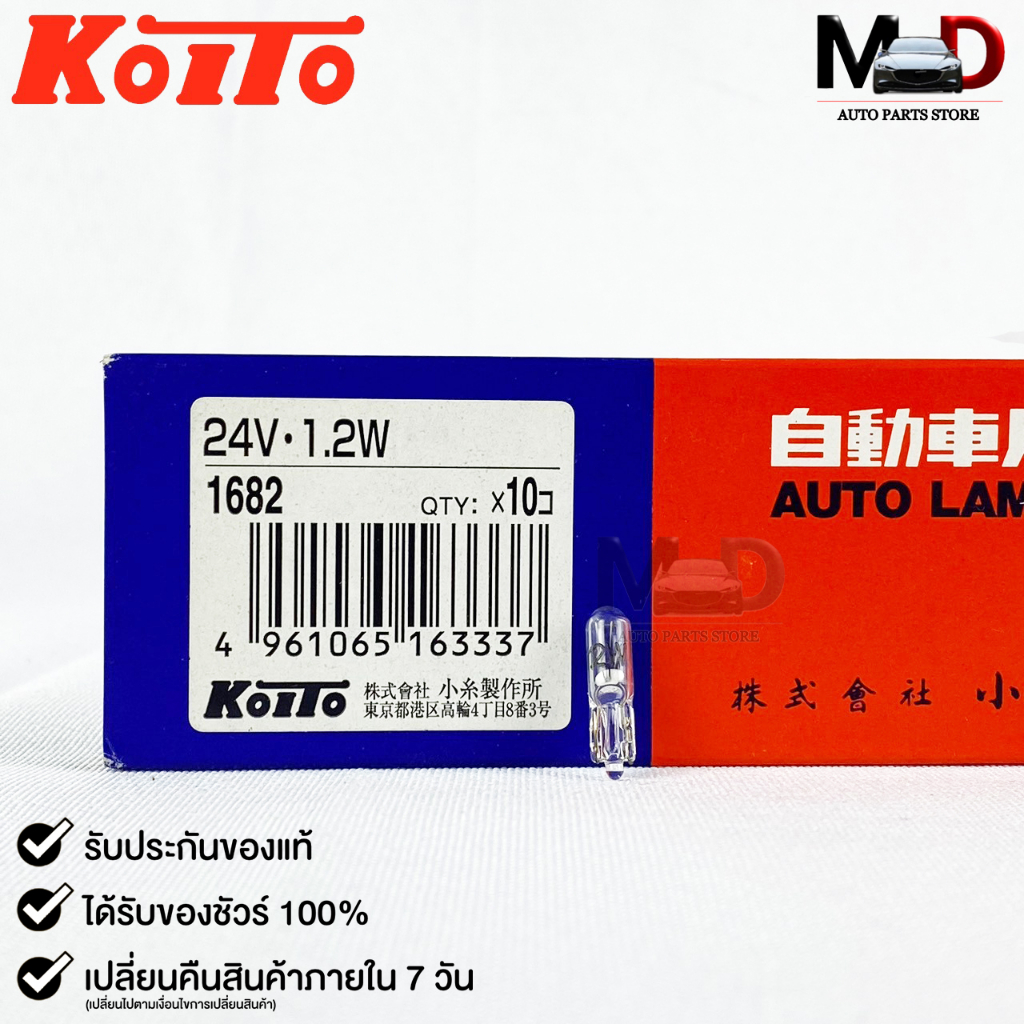 KOITO
MD
AUTO PARTS STORE
24V・1.2W
1682 QTY: ×10コ
4 961065 163337
KOITO 株式會社 小糸製作所
東京都港区高輪4丁目8番3号
自動車
AUTO LAM
MD
AUTO PARTS STORE
2W
株式會社 小
รับประกันของแท้
ได้รับของชัวร์ 100%
เปลี่ยนคืนสินค้าภายใน 7 วัน
(เปลี่ยนไปตามเงื่อนไขการเปลี่ยนสินค้า)